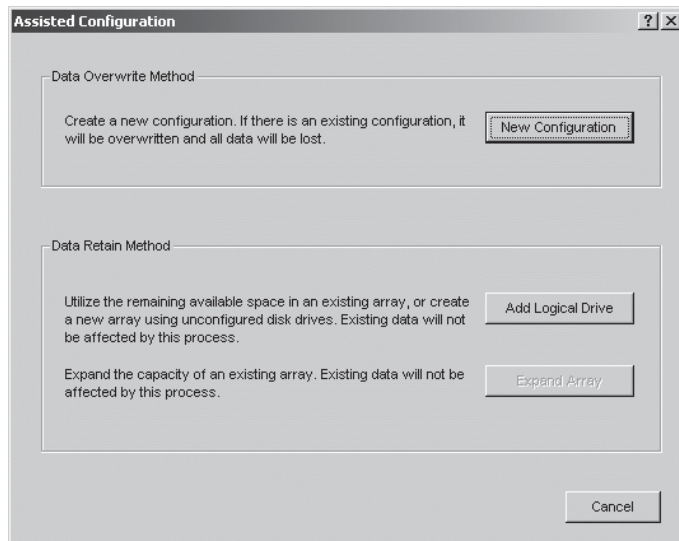 Assisted Configuration
Data Overwrite Method
Create a new configuration. If there is an existing configuration, it
will be overwritten and all data will be lost.
New Configuration
Data Retain Method
Utilize the remaining available space in an existing array, or create
a new array using unconfigured disk drives. Existing data will not
be affected by this process.
Add Logical Drive
Expand the capacity of an existing array. Existing data will not be
affected by this process.
Expand Array
Cancel